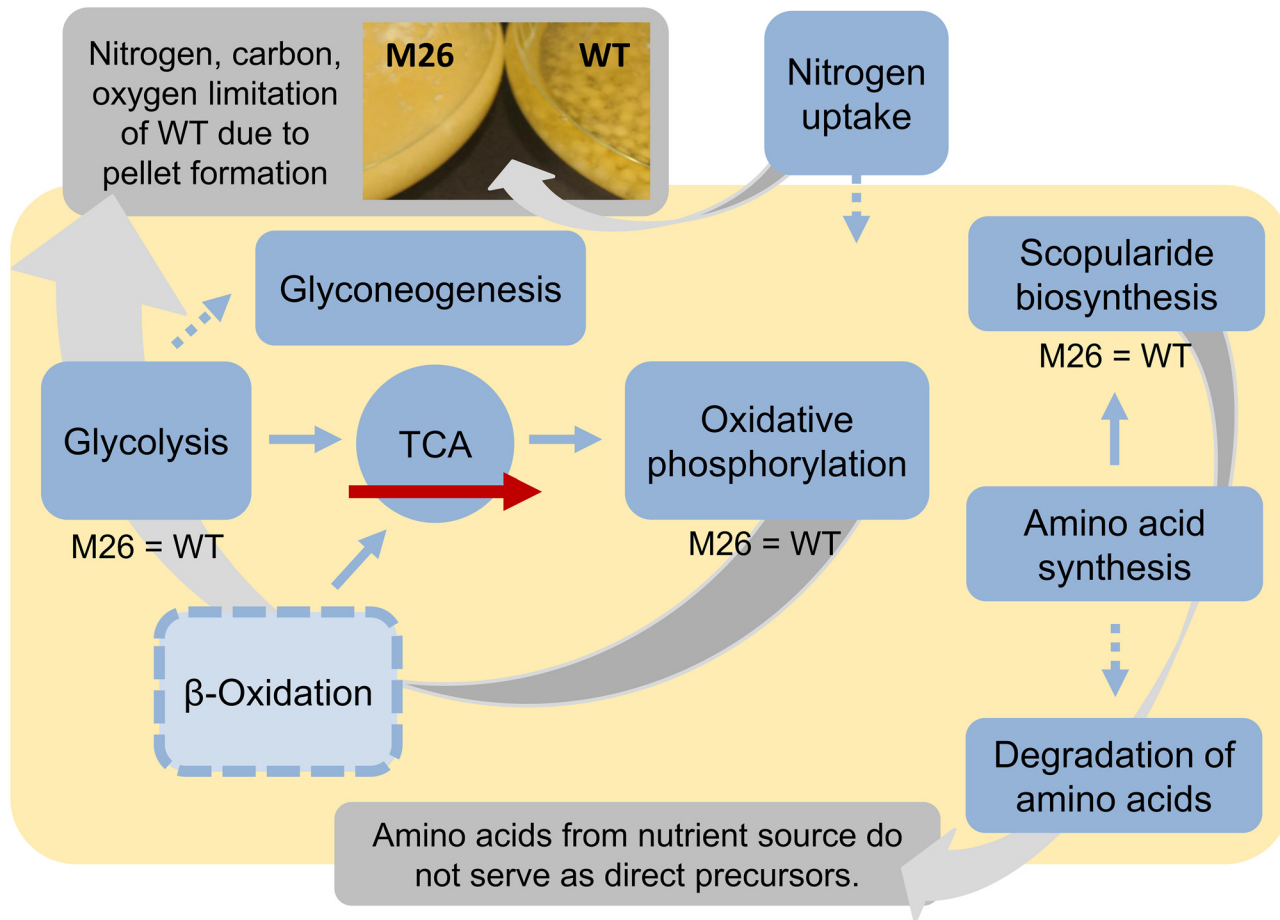 Nitrogen, carbon,
oxygen limitation
of WT due to
pellet formation
M26
WT
Nitrogen
uptake
Glyconeogenesis
Scopularide
biosynthesis
M26 = WT
Glycolysis
M26 = WT
TCA
Oxidative
phosphorylation
M26 = WT
Amino acid
synthesis
β-Oxidation
Degradation of
amino acids
Amino acids from nutrient source do
not serve as direct precursors.